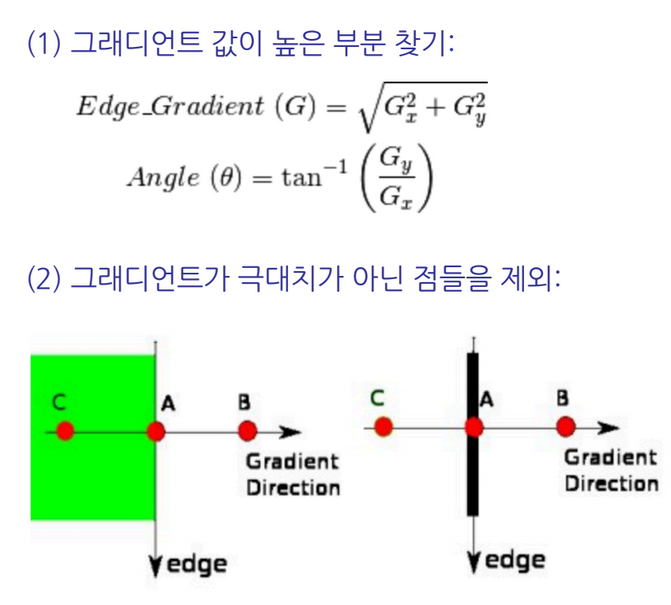 (1) 그래디언트 값이 높은 부분 찾기:
Edge_Gradient (G) = √(G_x^2 + G_y^2)
Angle (θ) = tan^{-1} (G_y / G_x)
(2) 그래디언트가 극대치가 아닌 점들을 제외:
C A B
Gradient
Direction
edge
C A B
Gradient
Direction
edge